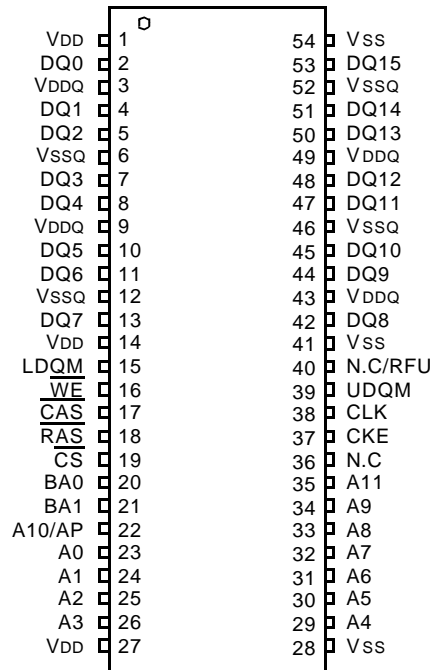 VDD 1 54 VSS
DQ0 2 53 DQ15
VDDQ 3 52 VSSQ
DQ1 4 51 DQ14
DQ2 5 50 DQ13
VSSQ 6 49 VDDQ
DQ3 7 48 DQ12
DQ4 8 47 DQ11
VDDQ 9 46 VSSQ
DQ5 10 45 DQ10
DQ6 11 44 DQ9
VSSQ 12 43 VDDQ
DQ7 13 42 DQ8
VDD 14 41 VSS
LDQM 15 40 N.C/RFU
WE 16 39 UDQM
CAS 17 38 CLK
RAS 18 37 CKE
CS 19 36 N.C
BA0 20 35 A11
BA1 21 34 A9
A10/AP 22 33 A8
A0 23 32 A7
A1 24 31 A6
A2 25 30 A5
A3 26 29 A4
VDD 27 28 VSS